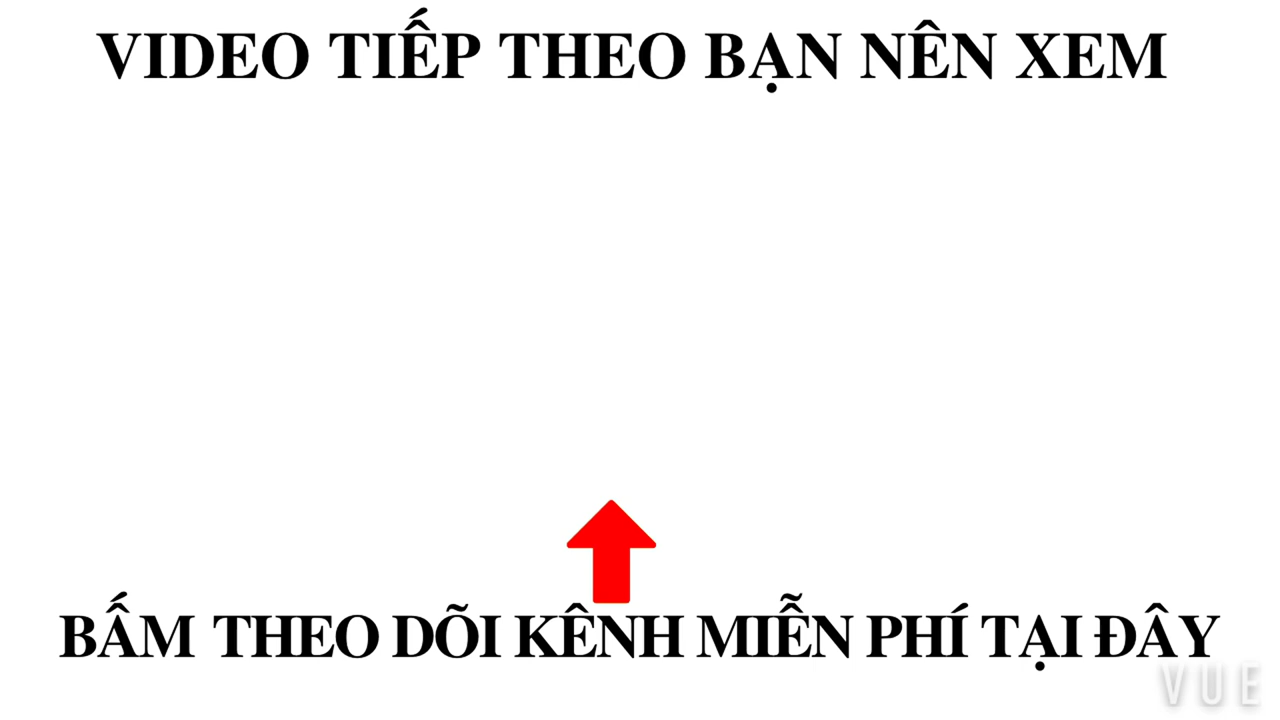 VIDEO TIẾP THEO BẠN NÊN XEM
BẤM THEO DÕI KÊNH MIỄN PHÍ TẠI ĐÂY
VUE